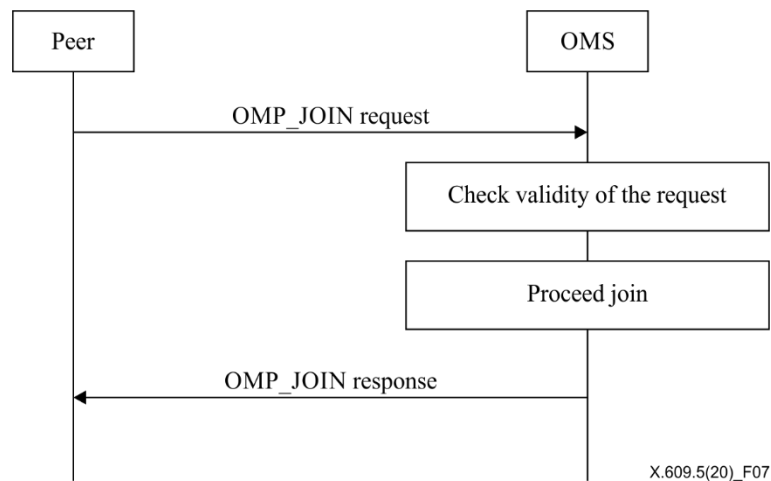 Peer
OMS
OMP_JOIN request
Check validity of the request
Proceed join
OMP_JOIN response
X.609.5(20)_F07